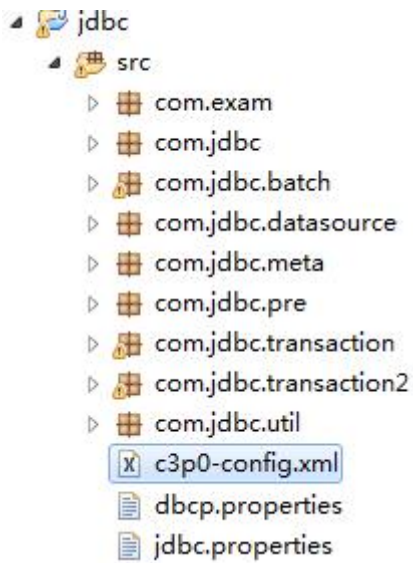 jdbc
src
com.exam
com.jdbc
com.jdbc.batch
com.jdbc.datasource
com.jdbc.meta
com.jdbc.pre
com.jdbc.transaction
com.jdbc.transaction2
com.jdbc.util
c3p0-config.xml
dbcp.properties
jdbc.properties